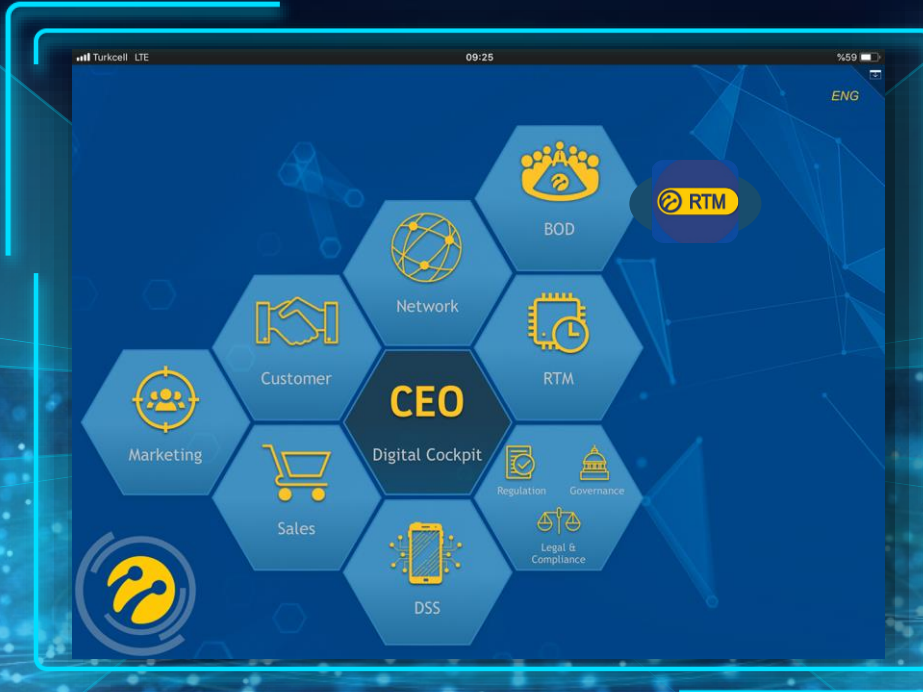 Turkcell LTE 09:25 %59
ENG
BOD
RTM
Network
Customer
RTM
CEO
Digital Cockpit
Marketing
Regulation Governance
Legal &
Compliance
Sales
DSS